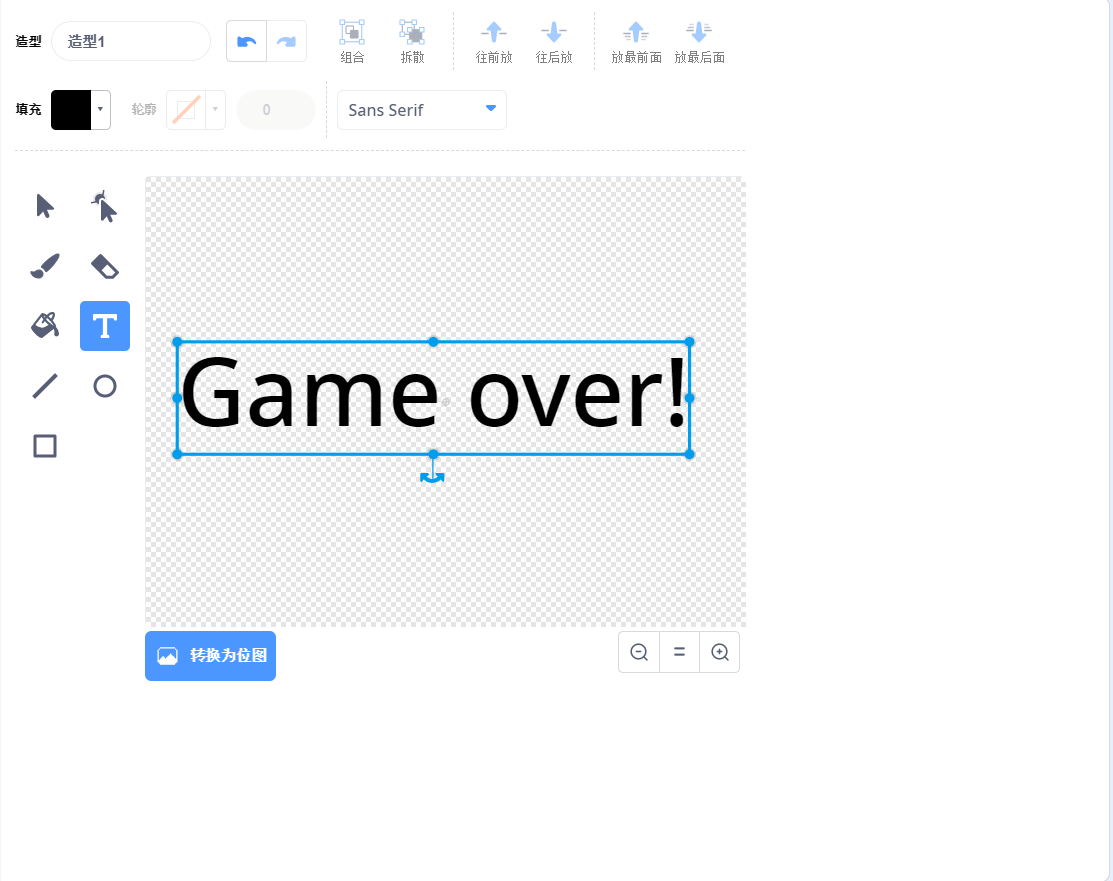 造型 造型1
组合 拆散 往前放 往后放 放最前面 放最后面
填充 轮廓 0 Sans Serif
T
Game over!
转换为位图